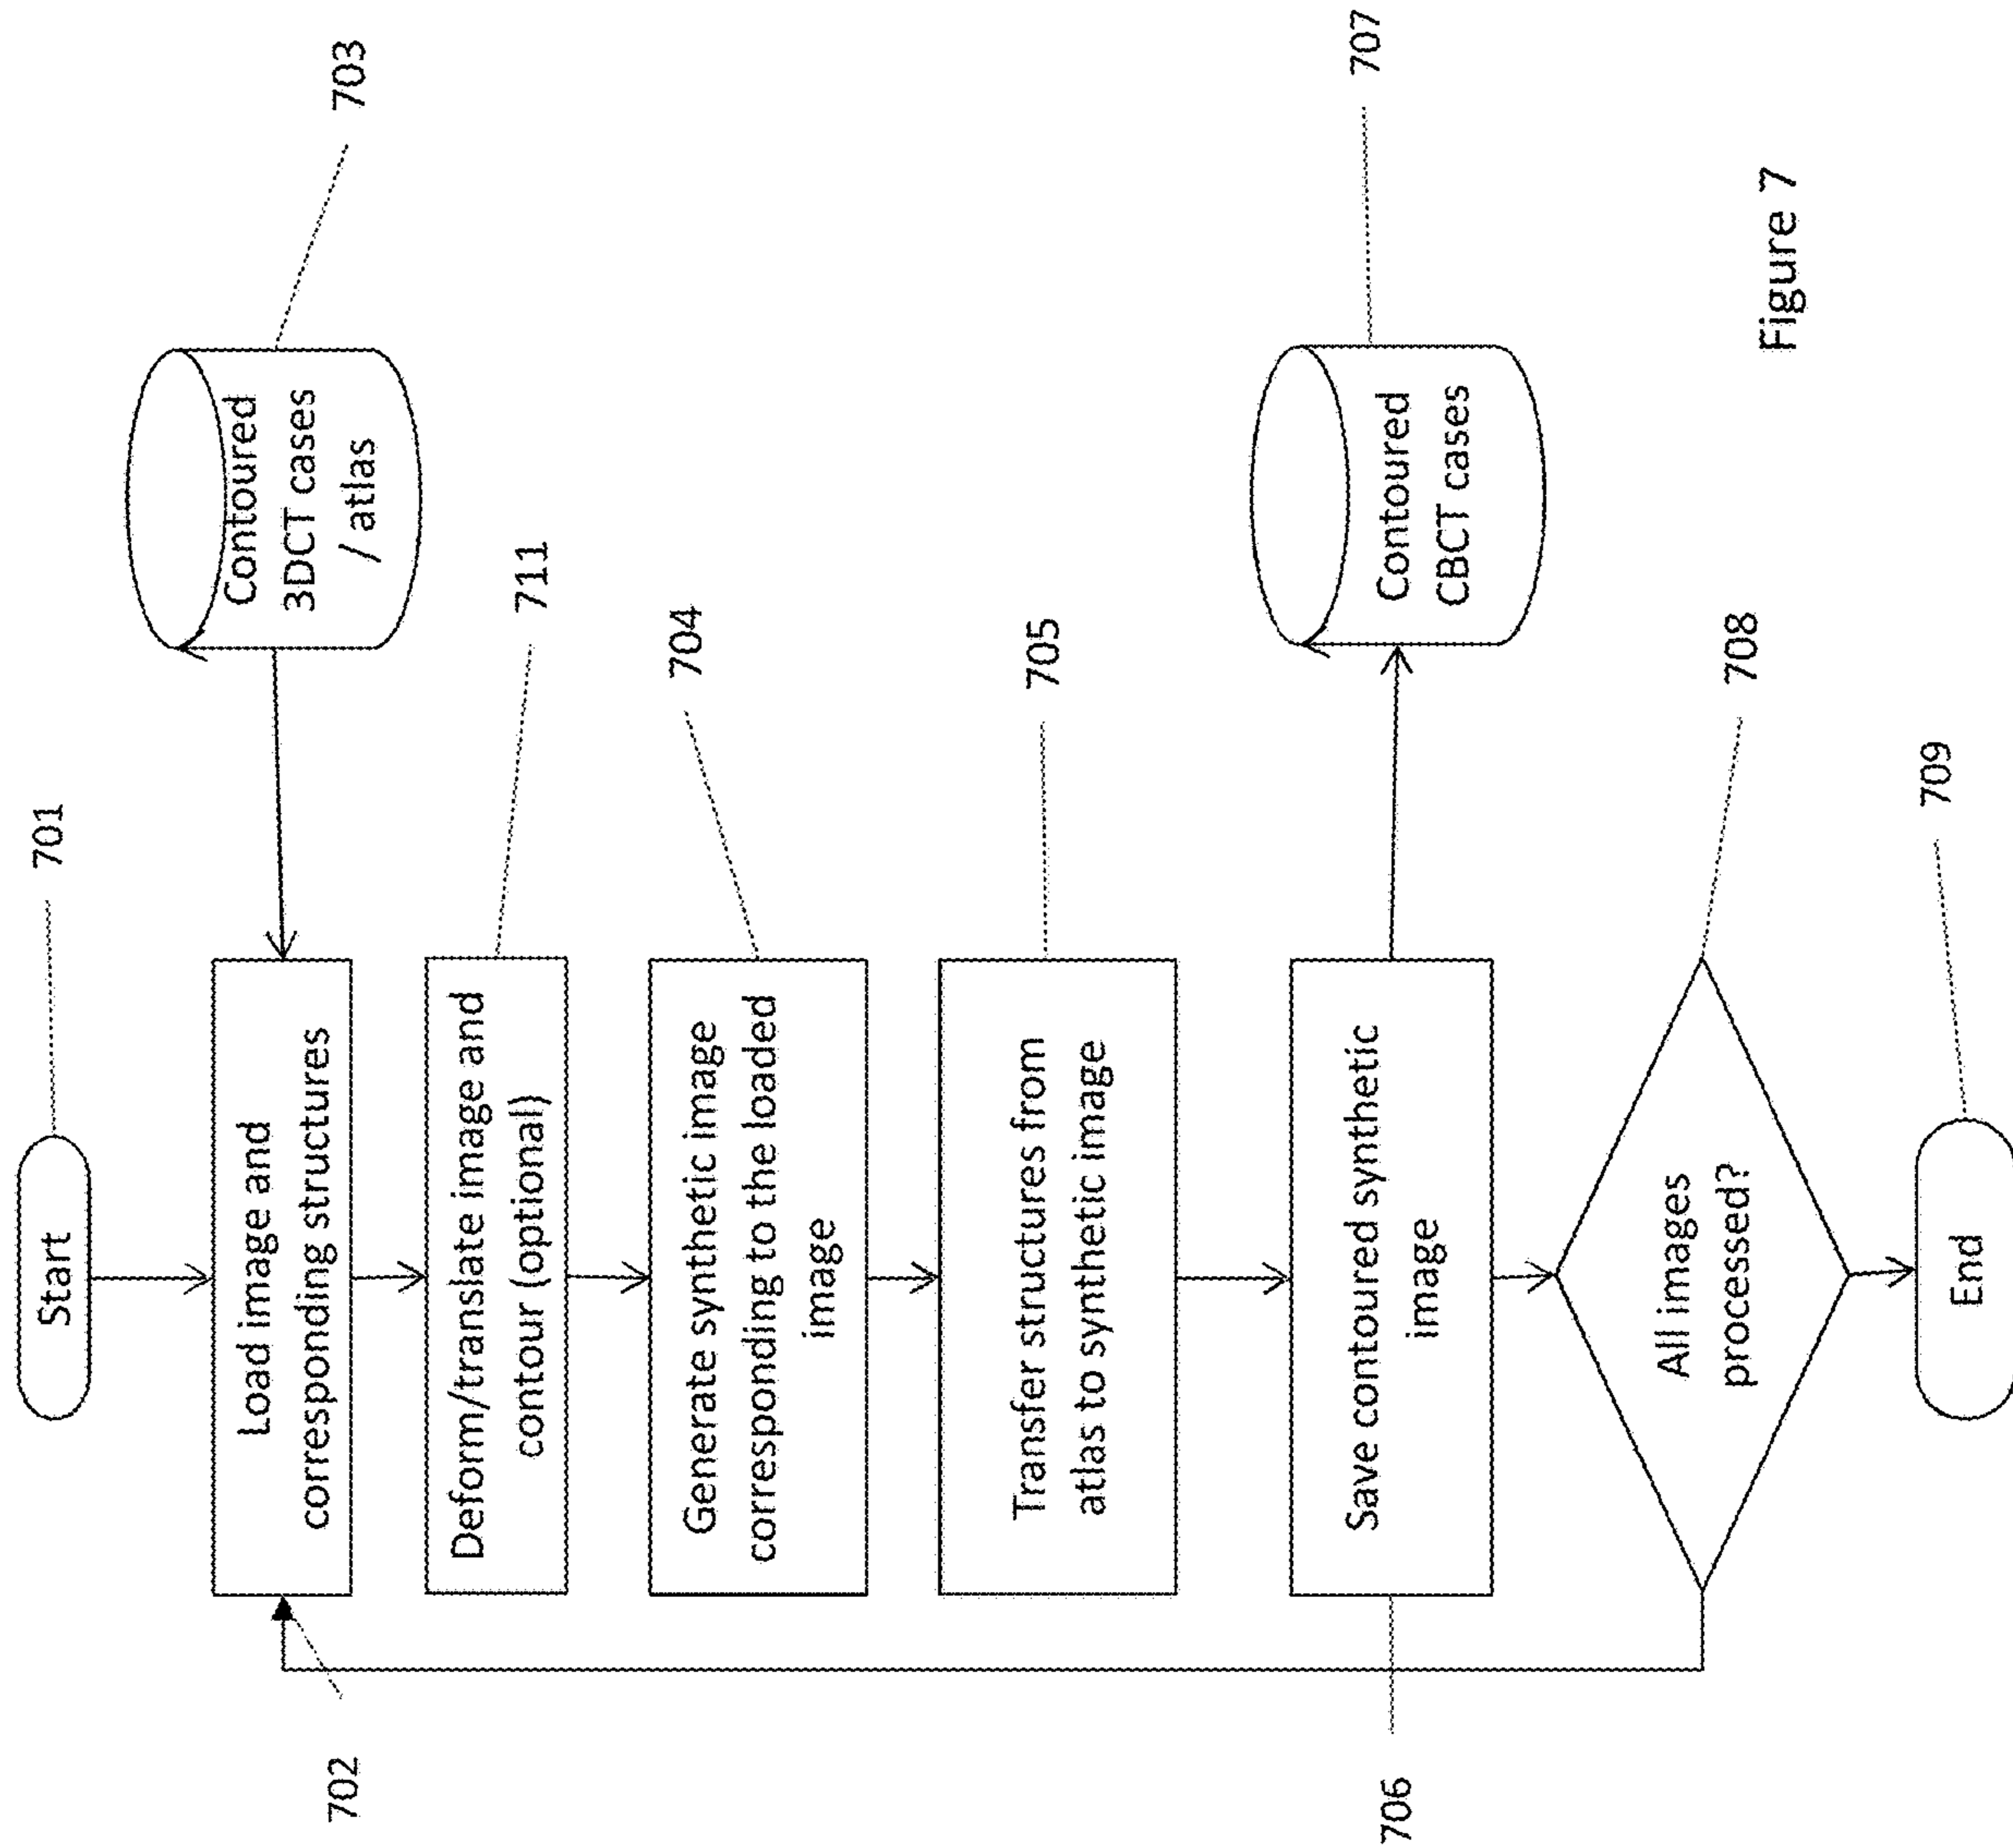 Start
701
Load image and
corresponding structures
702
Contoured
3DCT cases
/ atlas
703
Deform/translate image and
contour (optional)
711
Generate synthetic image
corresponding to the loaded
image
704
Transfer structures from
atlas to synthetic image
705
Save contoured synthetic
image
706
Contoured
CBCT cases
707
All images
processed?
708
End
709
Figure 7